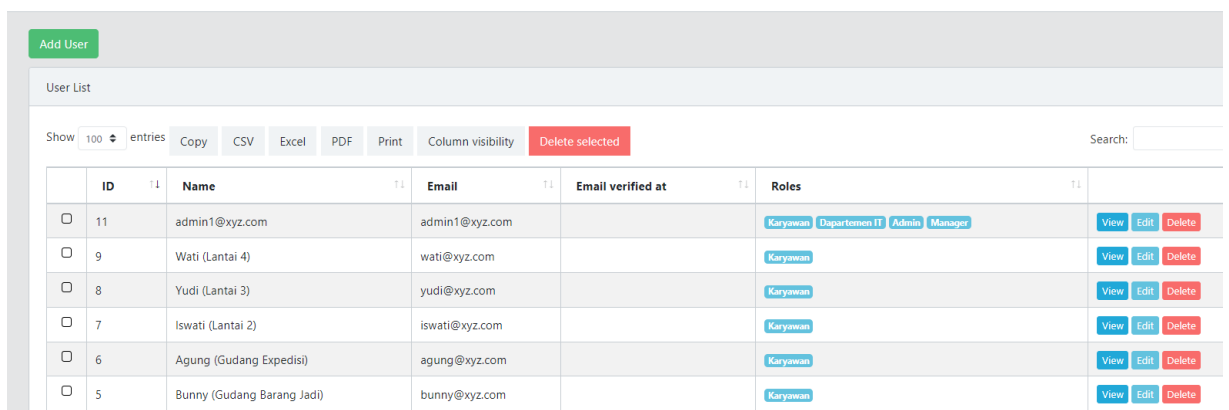 Add User
User List
Show 100 entries Copy CSV Excel PDF Print Column visibility Delete selected Search:
ID Name Email Email verified at Roles
11 admin1@xyz.com admin1@xyz.com Karyawan Dapartemen IT Admin Manager View Edit Delete
9 Wati (Lantai 4) wati@xyz.com Karyawan View Edit Delete
8 Yudi (Lantai 3) yudi@xyz.com Karyawan View Edit Delete
7 Iswati (Lantai 2) iswati@xyz.com Karyawan View Edit Delete
6 Agung (Gudang Expedisi) agung@xyz.com Karyawan View Edit Delete
5 Bunny (Gudang Barang Jadi) bunny@xyz.com Karyawan View Edit Delete